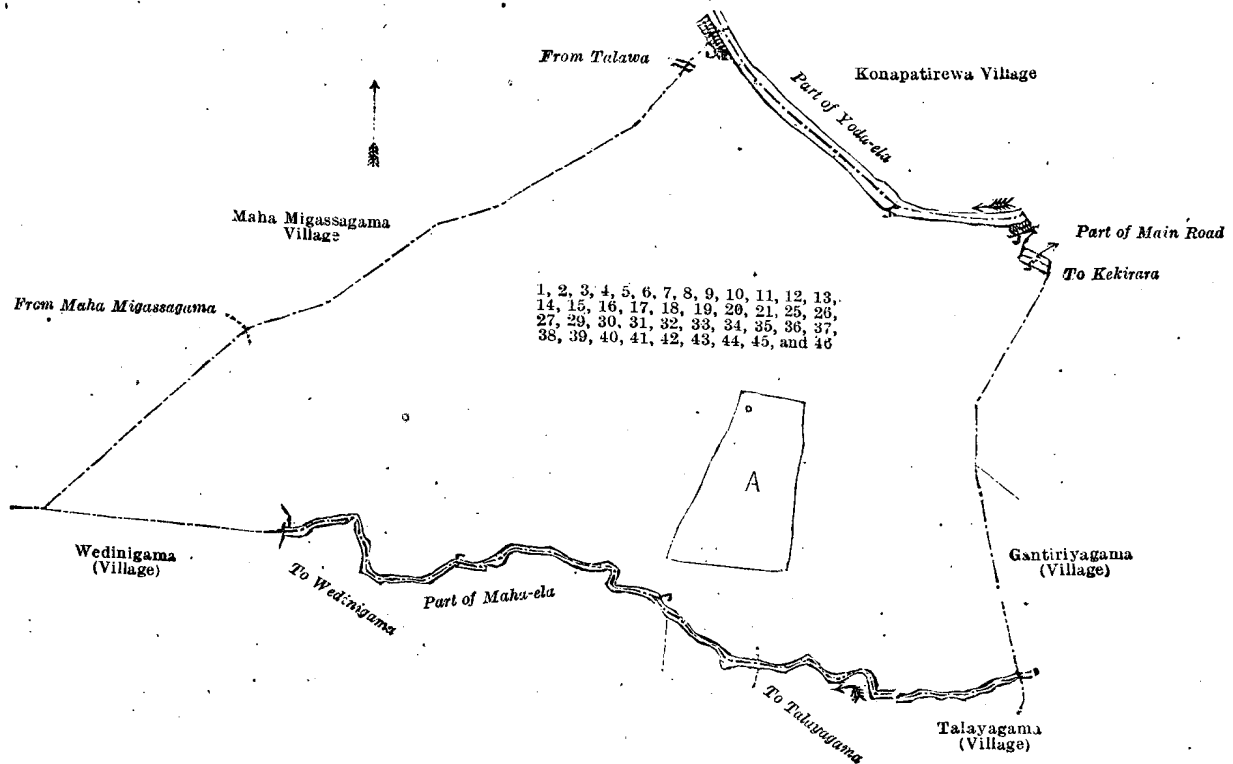 From Talawa
Konapatirewa Village
Part of Yodu-ela
Maha Migassagama
Village
Part of Main Road
To Kekirara
From Maha Migassagama
1, 2, 3, 4, 5, 6, 7, 8, 9, 10, 11, 12, 13,
14, 15, 16, 17, 18, 19, 20, 21, 25, 26,
27, 29, 30, 31, 32, 33, 34, 35, 36, 37,
38, 39, 40, 41, 42, 43, 44, 45, and 46
A
Wedinigama
(Village)
To Wedinigama
Part of Maha-ela
Gantiriyagama
(Village)
To Talayagama
Talayagama
(Village)